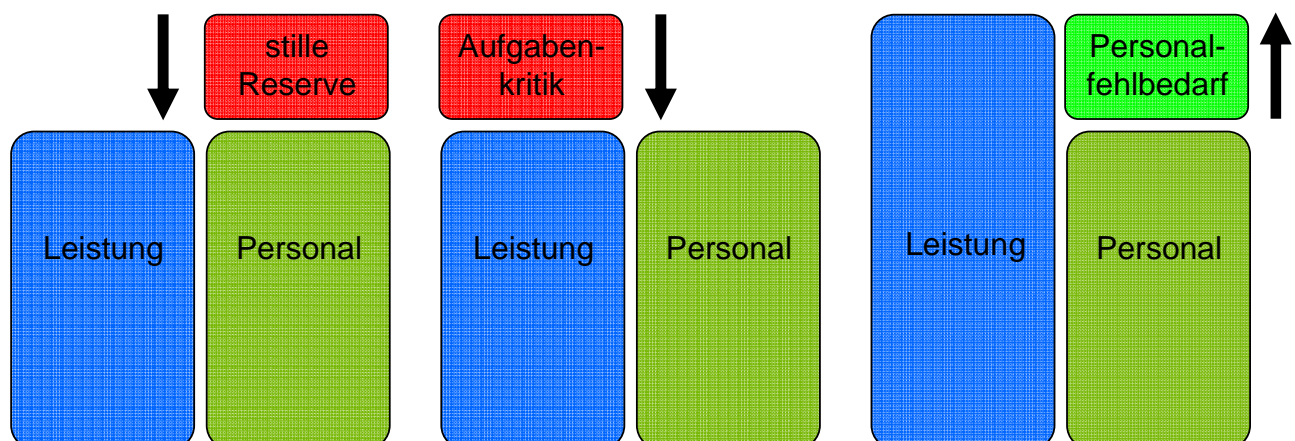 stille
Reserve
Aufgaben-
kritik
Personal-
fehlbedarf
Leistung
Personal
Leistung
Personal
Leistung
Personal